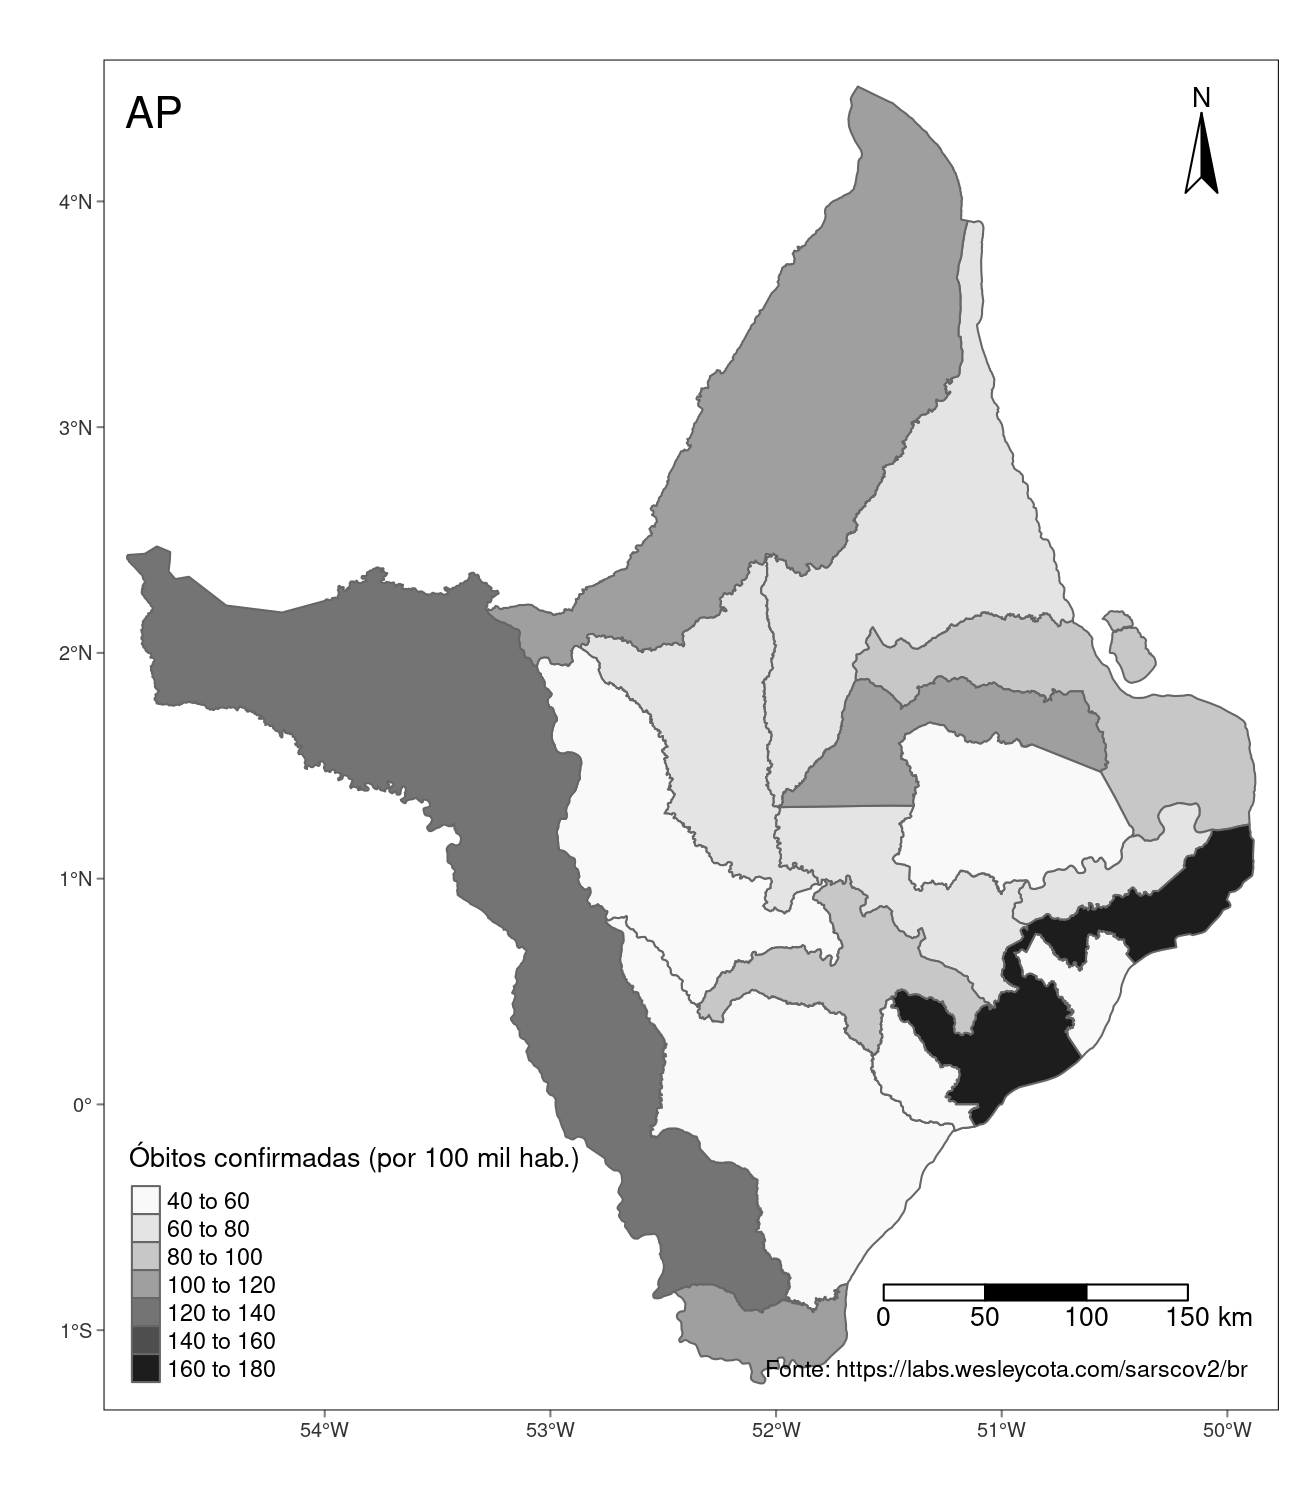 AP
N
4°N
3°N
2°N
1°N
0°
1°S
Óbitos confirmadas (por 100 mil hab.)
40 to 60
60 to 80
80 to 100
100 to 120
120 to 140
140 to 160
160 to 180
0 50 100 150 km
Fonte: https://labs.wesleycota.com/sarscov2/br
54°W 53°W 52°W 51°W 50°W